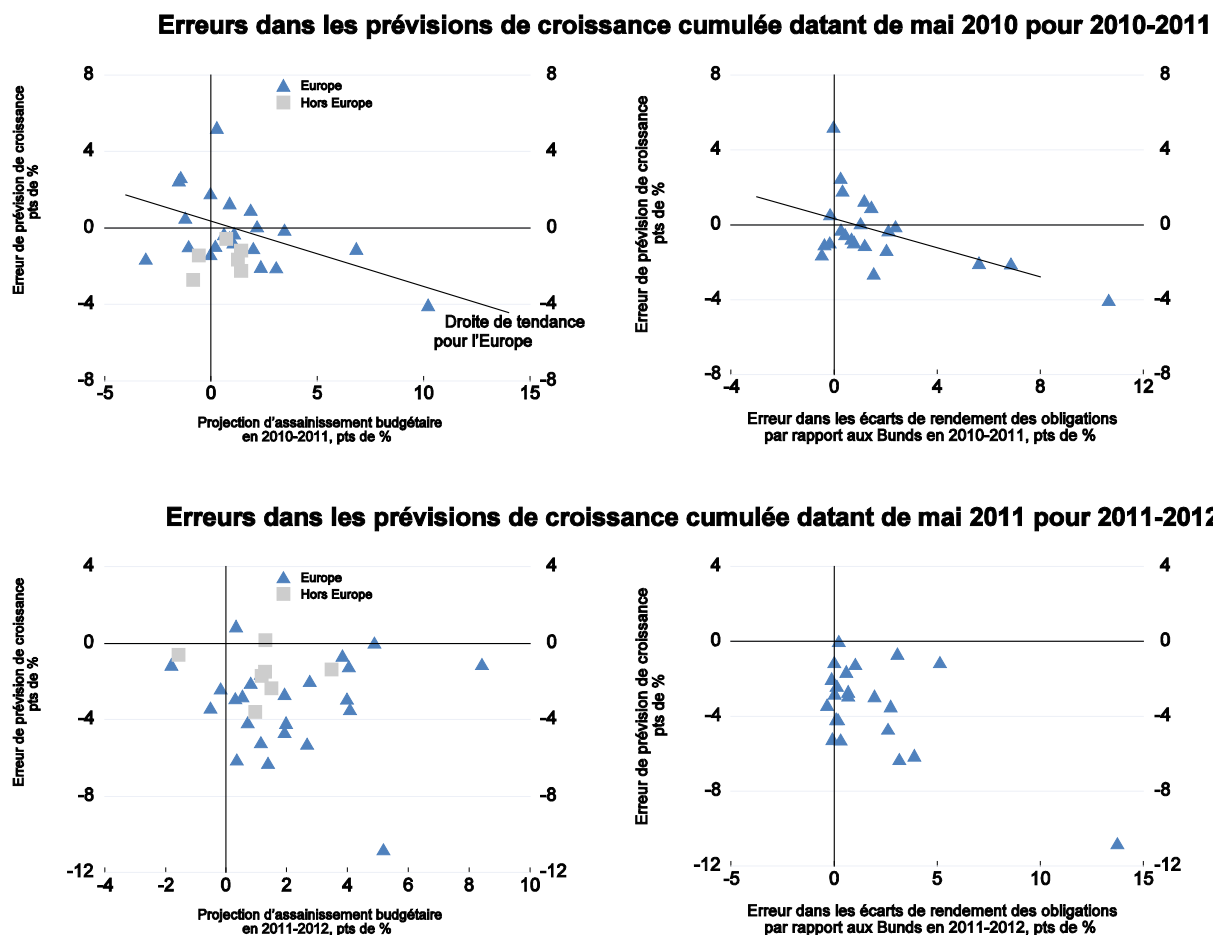 Erreurs dans les prévisions de croissance cumulée datant de mai 2010 pour 2010-2011
Erreur de prévision de croissance
pts de %
8 8
4 4
0 0
-4 -4
-8 -8
-5 0 5 10 15
Europe
Hors Europe
Droite de tendance
pour l’Europe
Projection d’assainissement budgétaire
en 2010-2011, pts de %
Erreur de prévision de croissance
pts de %
8 8
4 4
0 0
-4 -4
-8 -8
-4 0 4 8 12
Erreur dans les écarts de rendement des obligations
par rapport aux Bunds en 2010-2011, pts de %
Erreurs dans les prévisions de croissance cumulée datant de mai 2011 pour 2011-2012
Erreur de prévision de croissance
pts de %
4 4
0 0
-4 -4
-8 -8
-12 -12
-4 -2 0 2 4 6 8 10
Europe
Hors Europe
Projection d’assainissement budgétaire
en 2011-2012, pts de %
Erreur de prévision de croissance
pts de %
4 4
0 0
-4 -4
-8 -8
-12 -12
-5 0 5 10 15
Erreur dans les écarts de rendement des obligations
par rapport aux Bunds en 2011-2012, pts de %